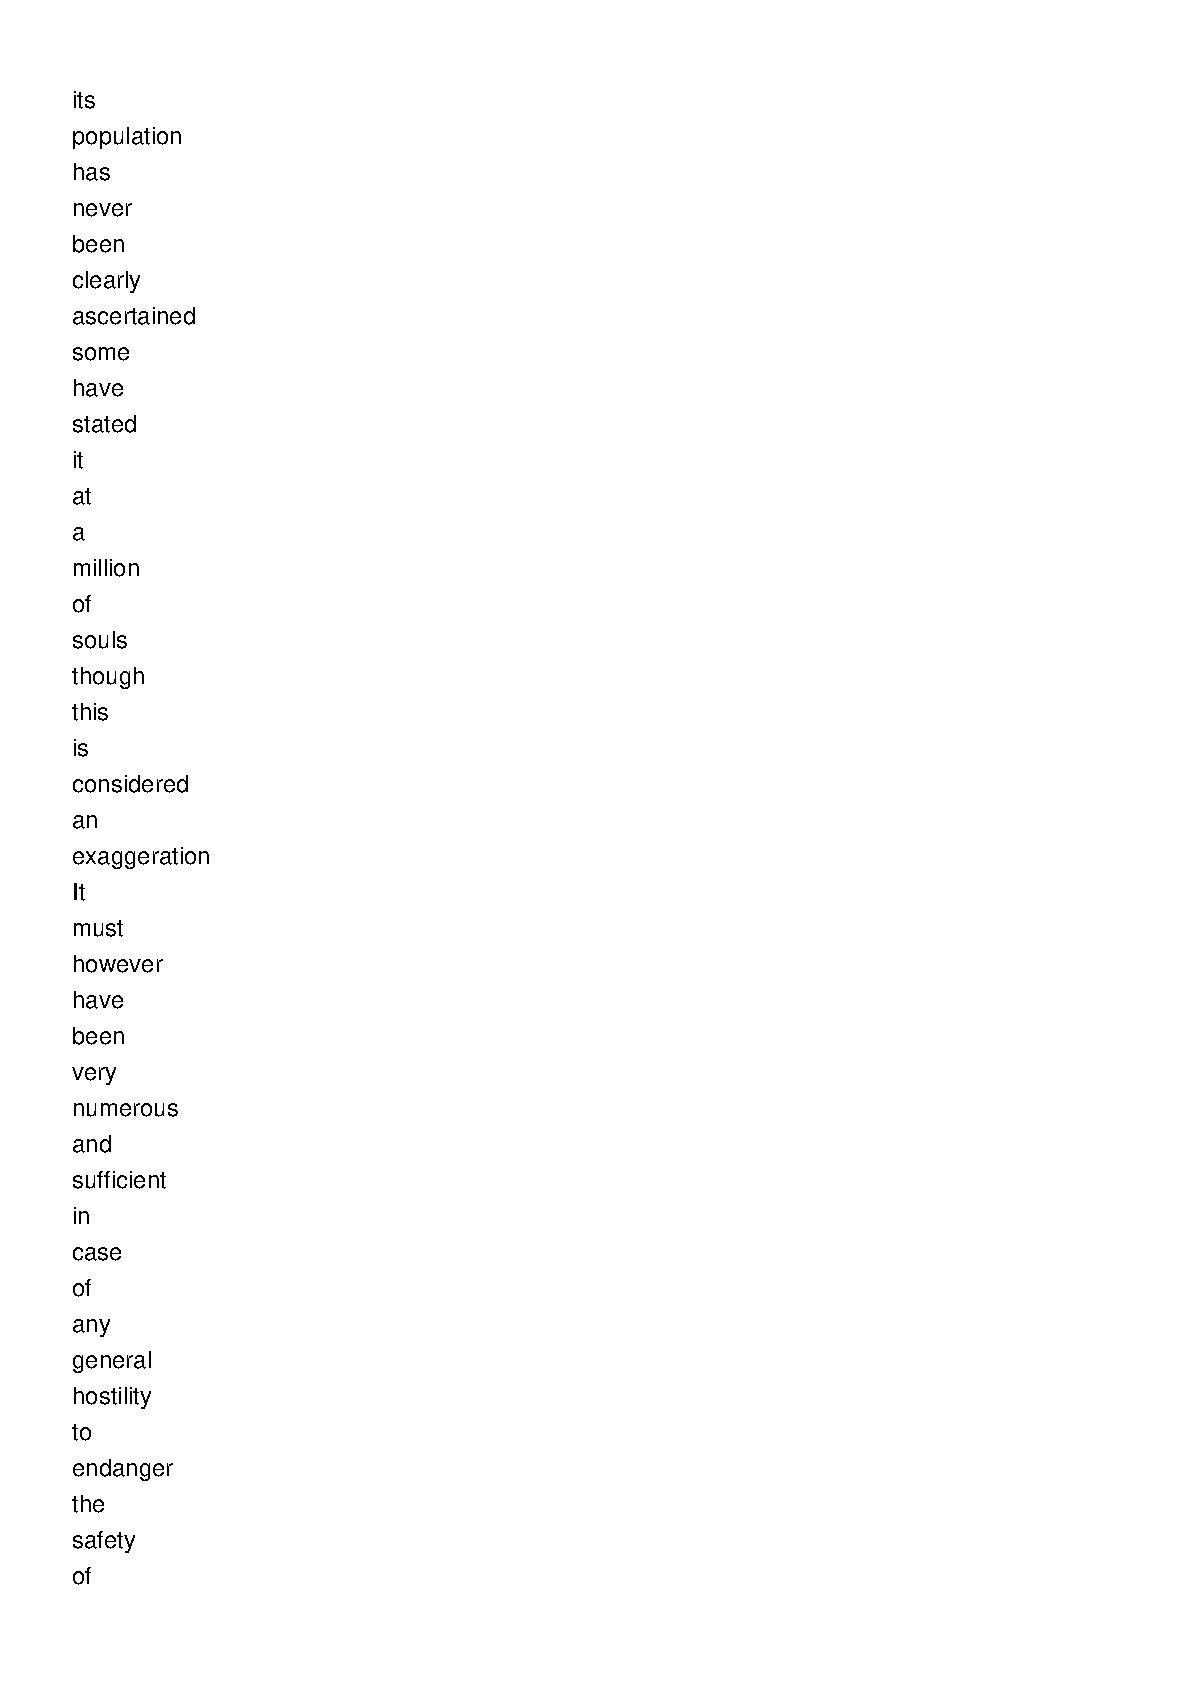 its
population
has
never
been
clearly
ascertained
some
have
stated
it
at
a
million
of
souls
though
this
is
considered
an
exaggeration
It
must
however
have
been
very
numerous
and
sufficient
in
case
of
any
general
hostility
to
endanger
the
safety
of